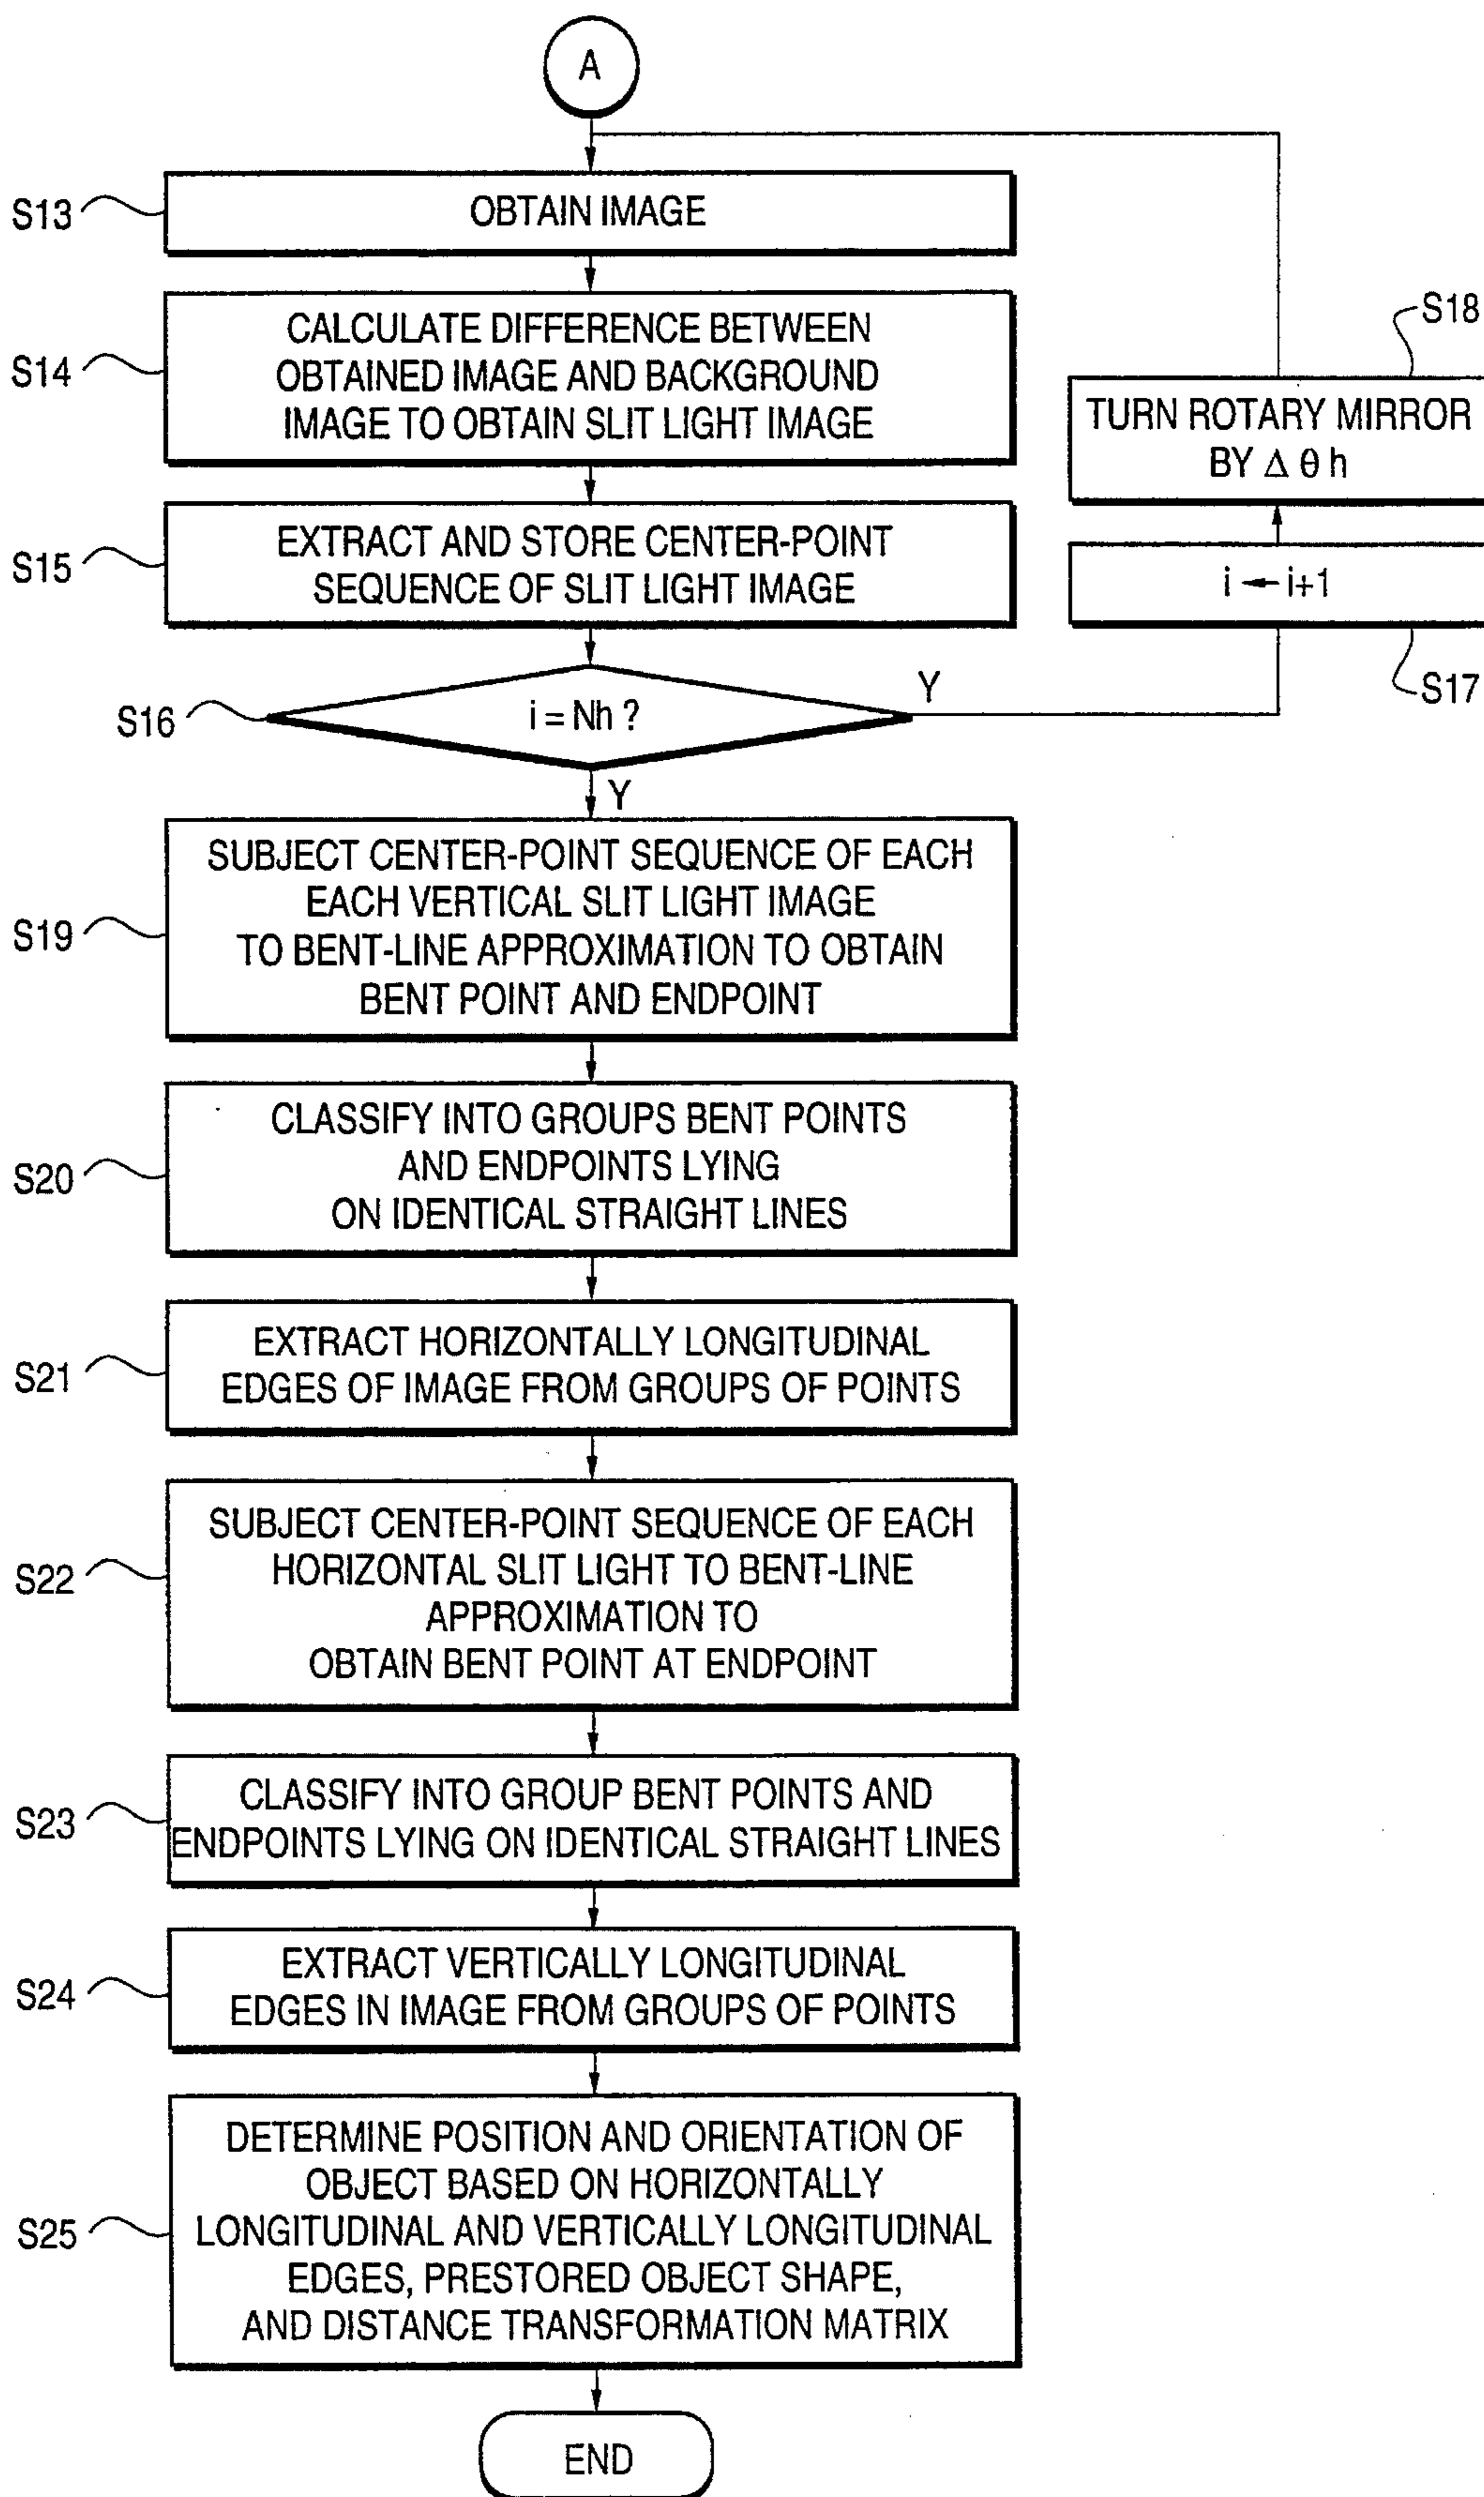 A
S13
OBTAIN IMAGE
S14
CALCULATE DIFFERENCE BETWEEN
OBTAINED IMAGE AND BACKGROUND
IMAGE TO OBTAIN SLIT LIGHT IMAGE
S15
EXTRACT AND STORE CENTER-POINT
SEQUENCE OF SLIT LIGHT IMAGE
S16
i = Nh ?
Y
Y
S17
i ← i+1
S18
TURN ROTARY MIRROR
BY Δ θ h
S19
SUBJECT CENTER-POINT SEQUENCE OF EACH
EACH VERTICAL SLIT LIGHT IMAGE
TO BENT-LINE APPROXIMATION TO OBTAIN
BENT POINT AND ENDPOINT
S20
CLASSIFY INTO GROUPS BENT POINTS
AND ENDPOINTS LYING
ON IDENTICAL STRAIGHT LINES
S21
EXTRACT HORIZONTALLY LONGITUDINAL
EDGES OF IMAGE FROM GROUPS OF POINTS
S22
SUBJECT CENTER-POINT SEQUENCE OF EACH
HORIZONTAL SLIT LIGHT TO BENT-LINE
APPROXIMATION TO
OBTAIN BENT POINT AT ENDPOINT
S23
CLASSIFY INTO GROUP BENT POINTS AND
ENDPOINTS LYING ON IDENTICAL STRAIGHT LINES
S24
EXTRACT VERTICALLY LONGITUDINAL
EDGES IN IMAGE FROM GROUPS OF POINTS
S25
DETERMINE POSITION AND ORIENTATION OF
OBJECT BASED ON HORIZONTALLY
LONGITUDINAL AND VERTICALLY LONGITUDINAL
EDGES, PRESTORED OBJECT SHAPE,
AND DISTANCE TRANSFORMATION MATRIX
END